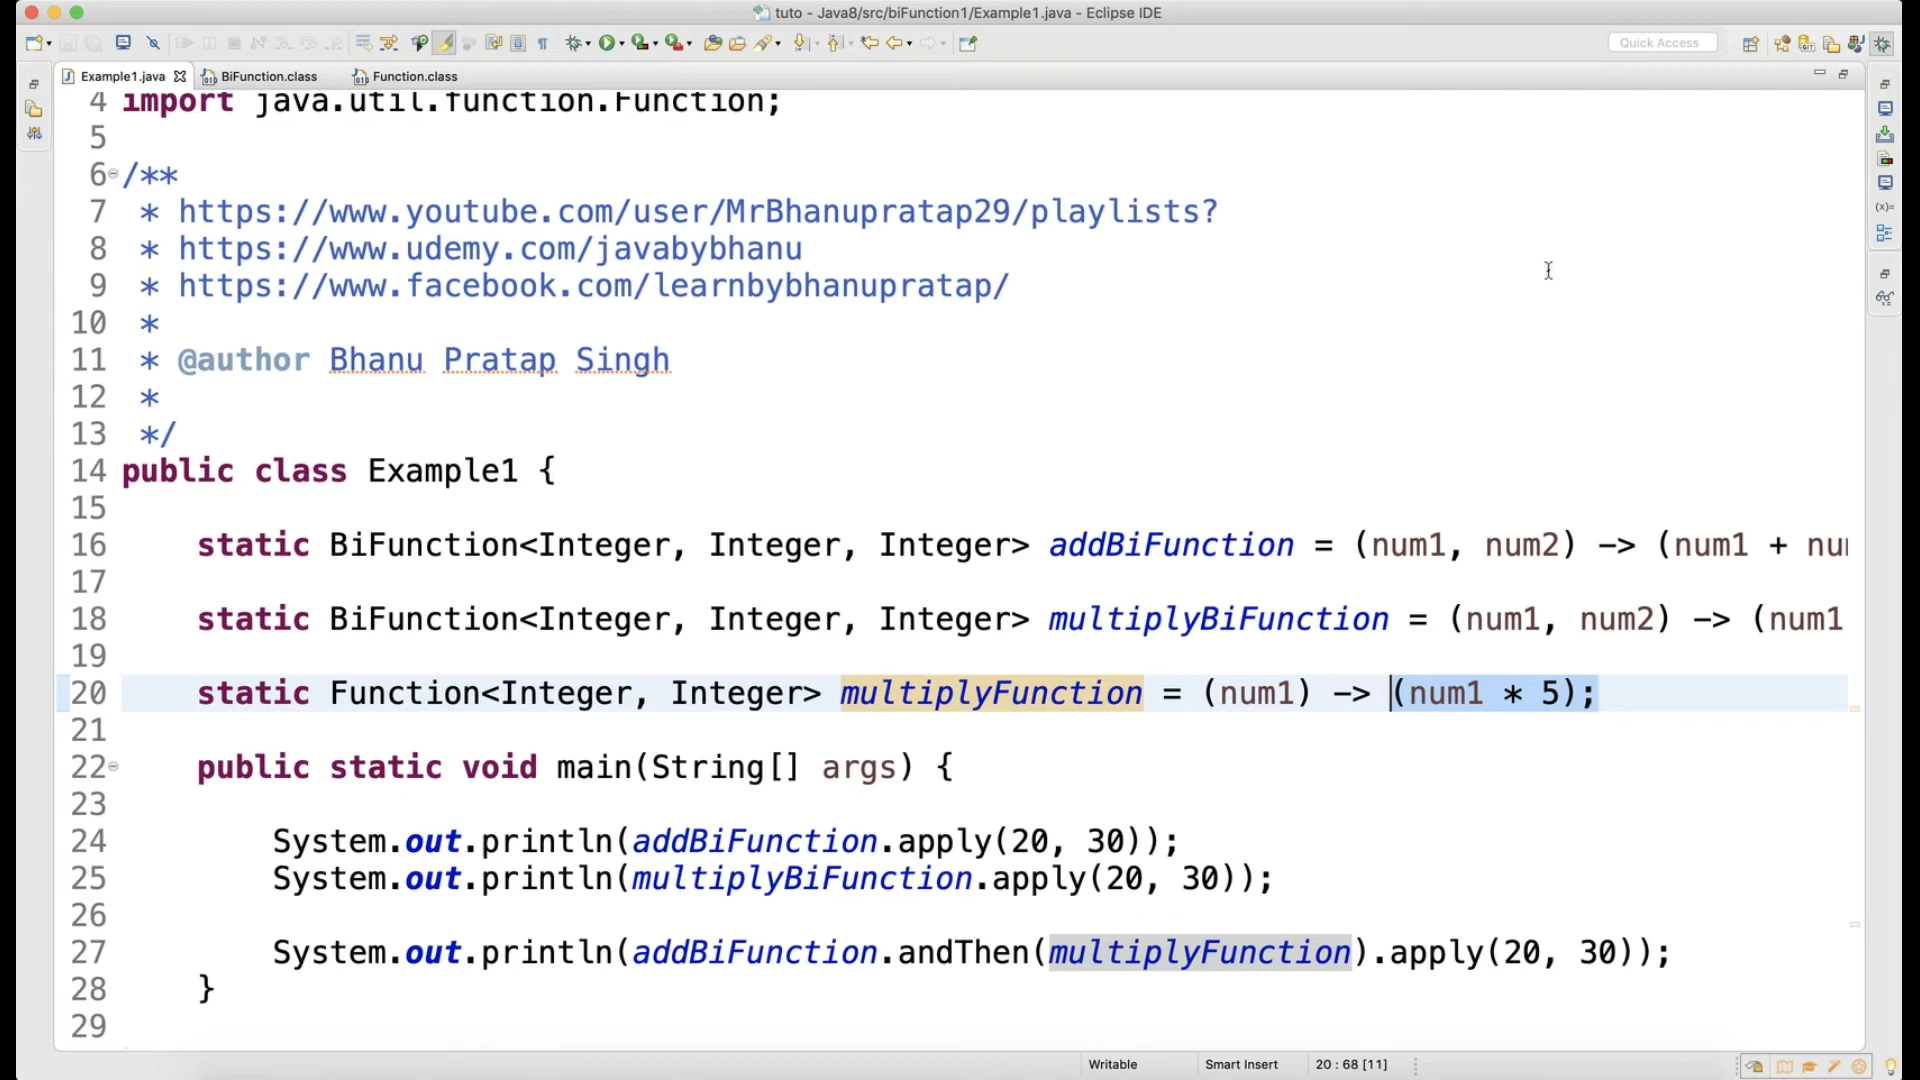 tuto - Java8/src/biFunction1/Example1.java - Eclipse IDE
Quick Access
Example1.java BiFunction.class Function.class
4 import java.util.function.Function;
5
6 /**
7 * https://www.youtube.com/user/MrBhanupratap29/playlists?
8 * https://www.udemy.com/javabybhanu
9 * https://www.facebook.com/learnbybhanupratap/
10 *
11 * @author Bhanu Pratap Singh
12 *
13 */
14 public class Example1 {
15
16 static BiFunction<Integer, Integer, Integer> addBiFunction = (num1, num2) -> (num1 +
17
18 static BiFunction<Integer, Integer, Integer> multiplyBiFunction = (num1, num2) -> (num1
19
20 static Function<Integer, Integer> multiplyFunction = (num1) -> (num1 * 5);
21
22 public static void main(String[] args) {
23
24 System.out.println(addBiFunction.apply(20, 30));
25 System.out.println(multiplyBiFunction.apply(20, 30));
26
27 System.out.println(addBiFunction.andThen(multiplyFunction).apply(20, 30));
28 }
29
Writable Smart Insert 20 : 68 [11]